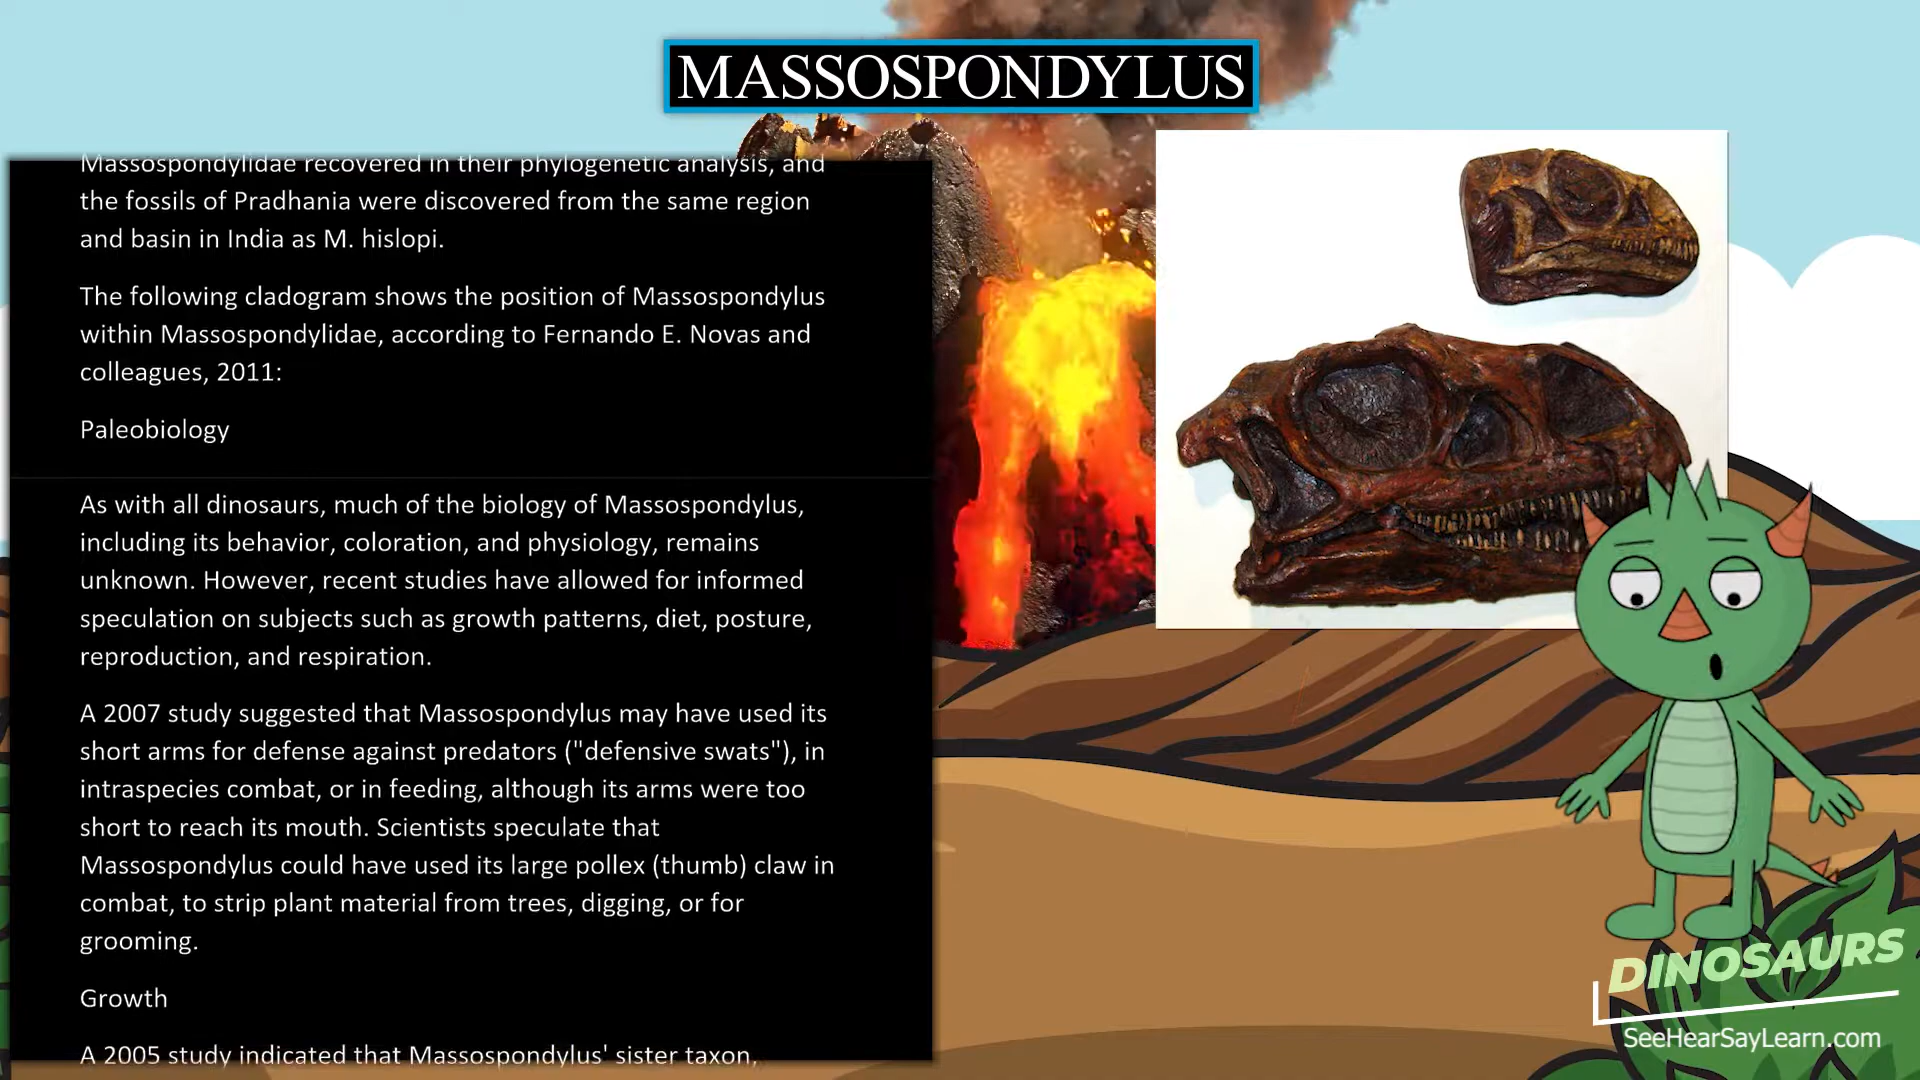 MASSOSPONDYLUS
Massospondylidae recovered in their phylogenetic analysis, and
the fossils of Pradhania were discovered from the same region
and basin in India as M. hislopi.
The following cladogram shows the position of Massospondylus
within Massospondylidae, according to Fernando E. Novas and
colleagues, 2011:
Paleobiology
As with all dinosaurs, much of the biology of Massospondylus,
including its behavior, coloration, and physiology, remains
unknown. However, recent studies have allowed for informed
speculation on subjects such as growth patterns, diet, posture,
reproduction, and respiration.
A 2007 study suggested that Massospondylus may have used its
short arms for defense against predators ("defensive swats"), in
intraspecies combat, or in feeding, although its arms were too
short to reach its mouth. Scientists speculate that
Massospondylus could have used its large pollex (thumb) claw in
combat, to strip plant material from trees, digging, or for
grooming.
Growth
A 2005 study indicated that Massospondylus' sister taxon,
DINOSAURS
SeeHearSayLearn.com